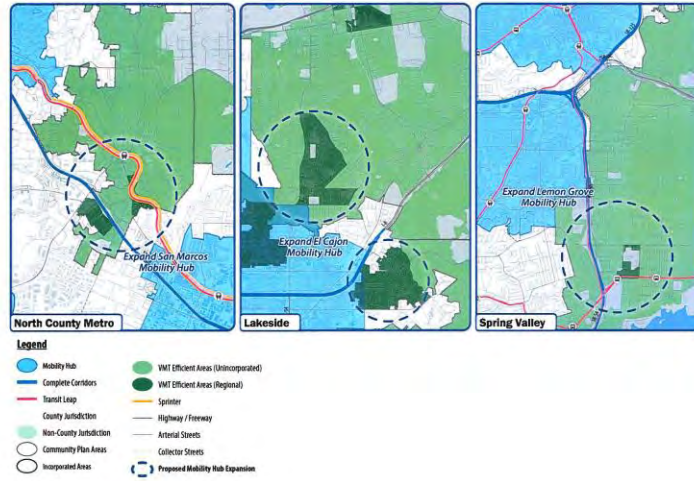 Expand San Marcos
Mobility Hub
North County Metro
Expand El Cajon
Mobility Hub
Lakeside
Expand Lemon Grove
Mobility Hub
Spring Valley
Legend
Mobility Hub
Complete Corridors
Transit Leap
County Jurisdiction
Non-County Jurisdiction
Community Plan Areas
Incorporated Areas
VMT Efficient Areas (Unincorporated)
VMT Efficient Areas (Regional)
Sprinter
Highway / Freeway
Arterial Streets
Collector Streets
Proposed Mobility Hub Expansion